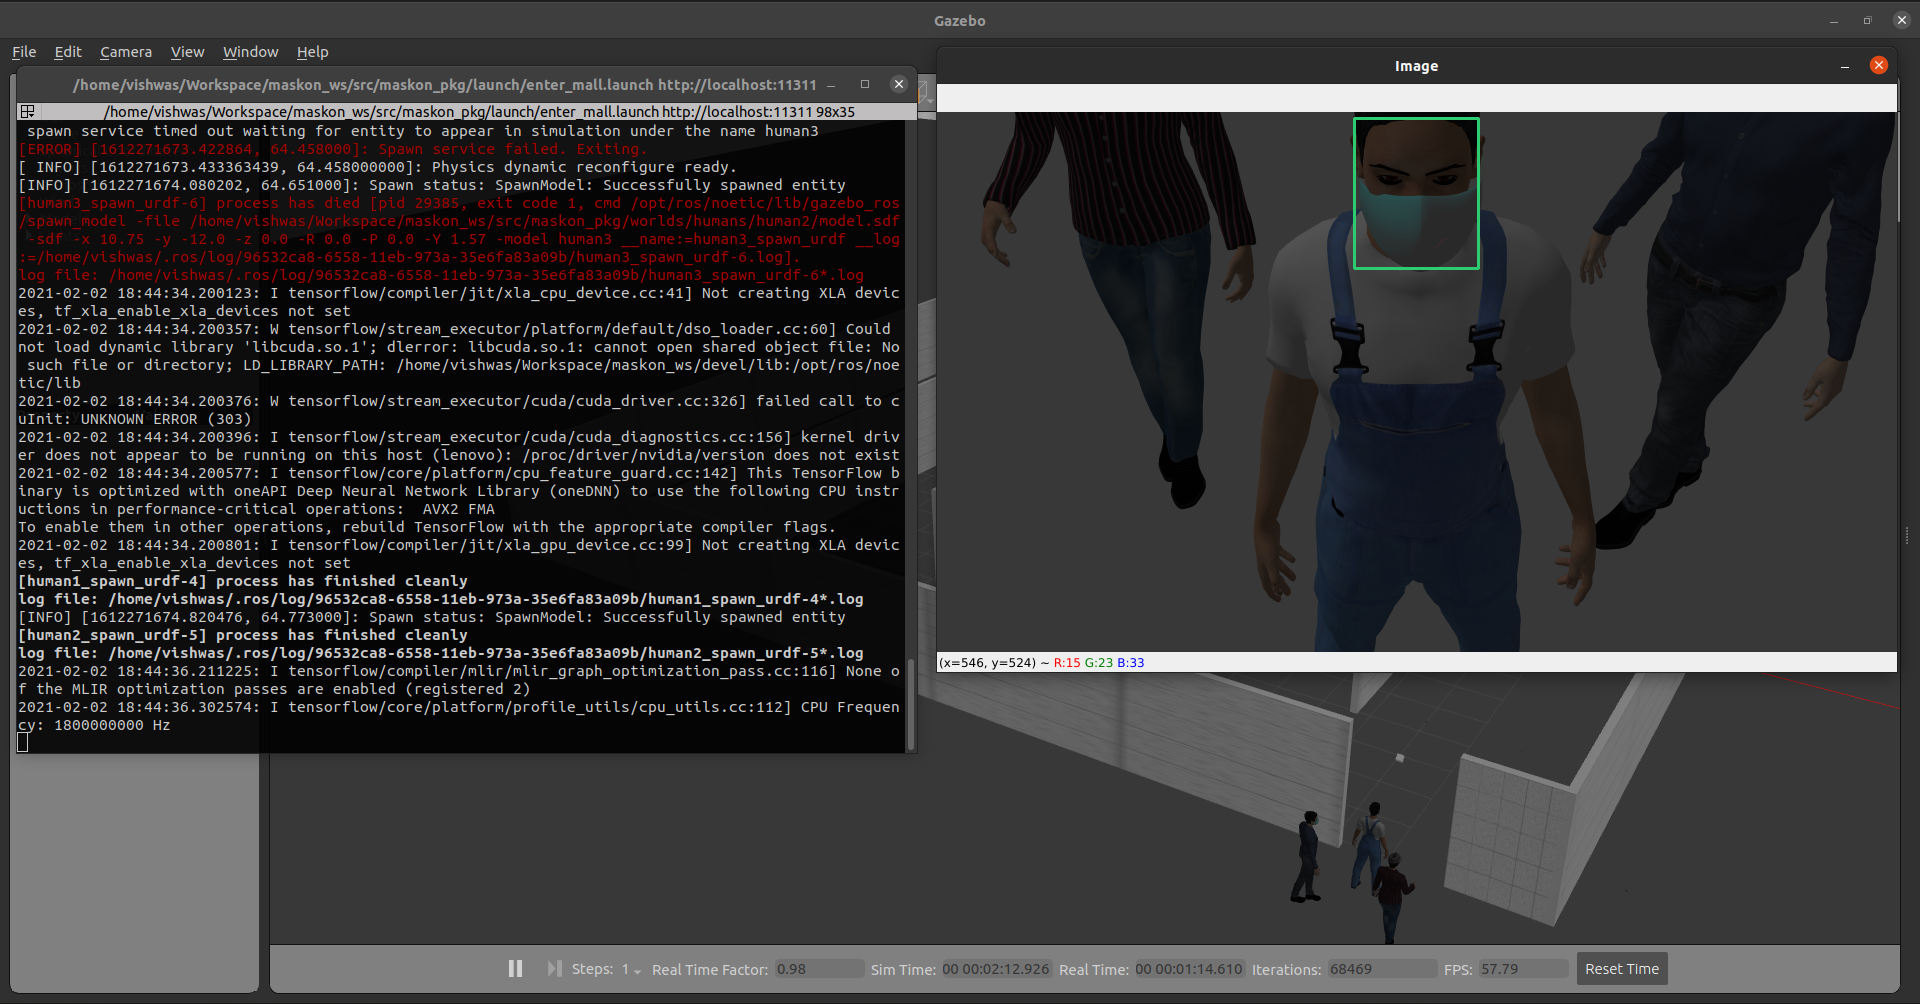 Gazebo
File Edit Camera View Window Help
/home/vishwas/Workspace/maskon_ws/src/maskon_pkg/launch/enter_mall.launch http://localhost:11311
/home/vishwas/Workspace/maskon_ws/src/maskon_pkg/launch/enter_mall.launch http://localhost:11311 98x35
spawn service timed out waiting for entity to appear in simulation under the name human3
[ERROR] [1612271673.422864, 64.458000]: Spawn service failed. Exiting.
[ INFO] [1612271673.433363439, 64.458000000]: Physics dynamic reconfigure ready.
[INFO] [1612271674.080202, 64.651000]: Spawn status: SpawnModel: Successfully spawned entity
[human3_spawn_urdf-6] process has died [pid 29385, exit code 1, cmd /opt/ros/noetic/lib/gazebo_ros
/spawn_model -file /home/vishwas/Workspace/maskon_ws/src/maskon_pkg/worlds/humans/human2/model.sdf
-sdf -x 10.75 -y -12.0 -z 0.0 -R 0.0 -P 0.0 -Y 1.57 -model human3 __name:=human3_spawn_urdf __log
:=/home/vishwas/.ros/log/96532ca8-6558-11eb-973a-35e6fa83a09b/human3_spawn_urdf-6.log].
log file: /home/vishwas/.ros/log/96532ca8-6558-11eb-973a-35e6fa83a09b/human3_spawn_urdf-6*.log
2021-02-02 18:44:34.200123: I tensorflow/compiler/jit/xla_cpu_device.cc:41] Not creating XLA devic
es, tf_xla_enable_xla_devices not set
2021-02-02 18:44:34.200357: W tensorflow/stream_executor/platform/default/dso_loader.cc:60] Could
not load dynamic library 'libcuda.so.1'; dlerror: libcuda.so.1: cannot open shared object file: No
such file or directory; LD_LIBRARY_PATH: /home/vishwas/Workspace/maskon_ws/devel/lib:/opt/ros/noe
tic/lib
2021-02-02 18:44:34.200376: W tensorflow/stream_executor/cuda/cuda_driver.cc:326] failed call to c
uInit: UNKNOWN ERROR (303)
2021-02-02 18:44:34.200396: I tensorflow/stream_executor/cuda/cuda_diagnostics.cc:156] kernel driv
er does not appear to be running on this host (lenovo): /proc/driver/nvidia/version does not exist
2021-02-02 18:44:34.200577: I tensorflow/core/platform/cpu_feature_guard.cc:142] This TensorFlow b
inary is optimized with oneAPI Deep Neural Network Library (oneDNN) to use the following CPU instr
uctions in performance-critical operations:  AVX2 FMA
To enable them in other operations, rebuild TensorFlow with the appropriate compiler flags.
2021-02-02 18:44:34.200801: I tensorflow/compiler/jit/xla_gpu_device.cc:99] Not creating XLA devic
es, tf_xla_enable_xla_devices not set
[human1_spawn_urdf-4] process has finished cleanly
log file: /home/vishwas/.ros/log/96532ca8-6558-11eb-973a-35e6fa83a09b/human1_spawn_urdf-4*.log
[INFO] [1612271674.820476, 64.773000]: Spawn status: SpawnModel: Successfully spawned entity
[human2_spawn_urdf-5] process has finished cleanly
log file: /home/vishwas/.ros/log/96532ca8-6558-11eb-973a-35e6fa83a09b/human2_spawn_urdf-5*.log
2021-02-02 18:44:36.211225: I tensorflow/compiler/mlir/mlir_graph_optimization_pass.cc:116] None o
f the MLIR optimization passes are enabled (registered 2)
2021-02-02 18:44:36.302574: I tensorflow/core/platform/profile_utils/cpu_utils.cc:112] CPU Frequen
cy: 1800000000 Hz
Image
(x=546, y=524) ~ R:15 G:23 B:33
Steps: 1 Real Time Factor: 0.98 Sim Time: 00 00:02:12.926 Real Time: 00 00:01:14.610 Iterations: 68469 FPS: 57.79 Reset Time